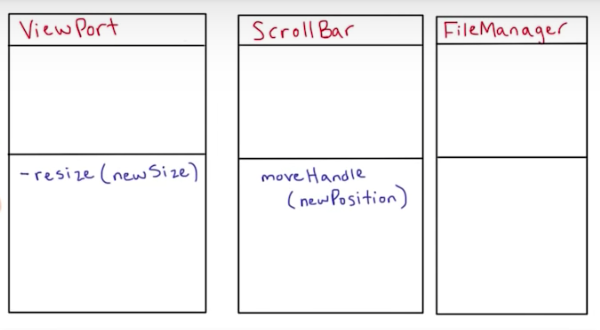 ViewPort
ScrollBar
FileManager
-resize(newSize)
moveHandle
(newPosition)